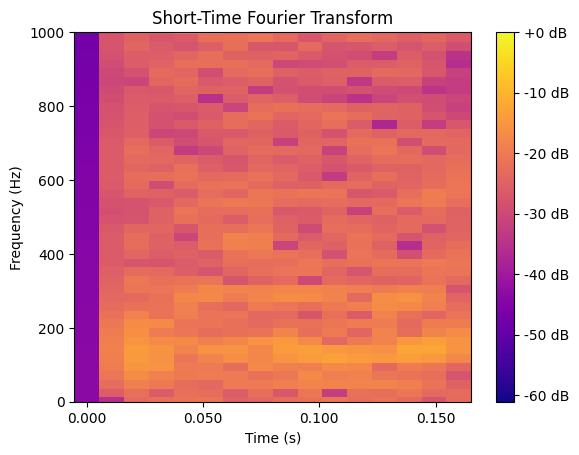 Short-Time Fourier Transform
1000
800
600
400
200
0
Frequency (Hz)
0.000
0.050
0.100
0.150
Time (s)
+0 dB
-10 dB
-20 dB
-30 dB
-40 dB
-50 dB
-60 dB